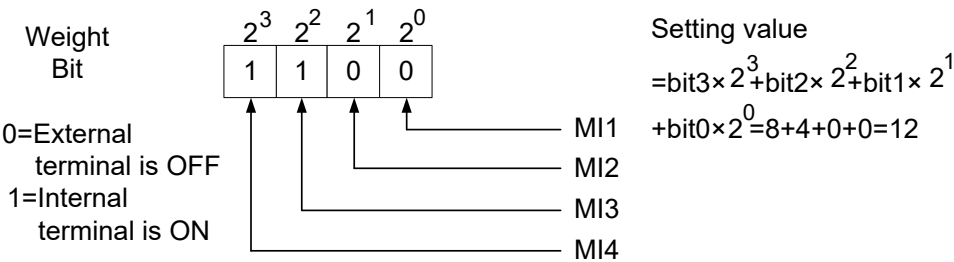 Weight 2³ 2² 2¹ 2⁰
Bit 1 1 0 0
0=External
terminal is OFF
1=Internal
terminal is ON
MI1
MI2
MI3
MI4
Setting value
=bit3× 2³+bit2× 2²+bit1× 2¹
+bit0×2⁰=8+4+0+0=12